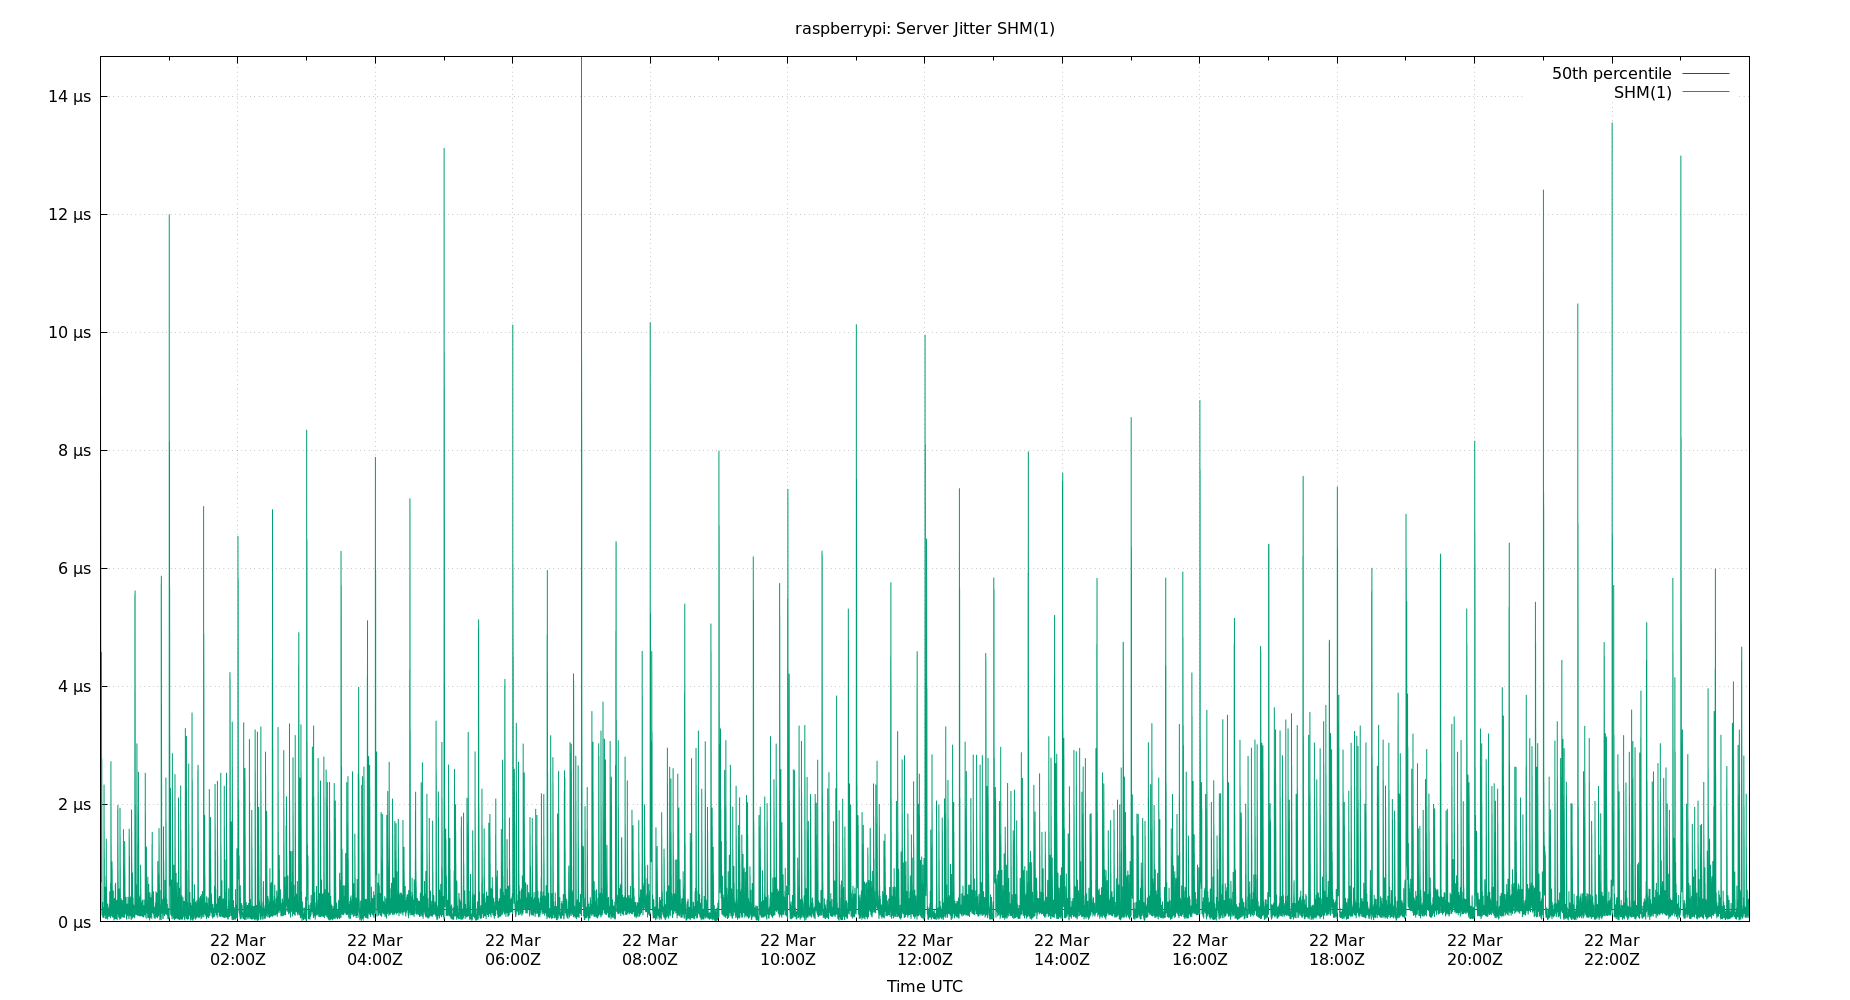 raspberrypi: Server Jitter SHM(1)
50th percentile
SHM(1)
14 µs
12 µs
10 µs
8 µs
6 µs
4 µs
2 µs
0 µs
22 Mar 22 Mar 22 Mar 22 Mar 22 Mar 22 Mar 22 Mar 22 Mar 22 Mar 22 Mar 22 Mar
02:00Z 04:00Z 06:00Z 08:00Z 10:00Z 12:00Z 14:00Z 16:00Z 18:00Z 20:00Z 22:00Z
Time UTC